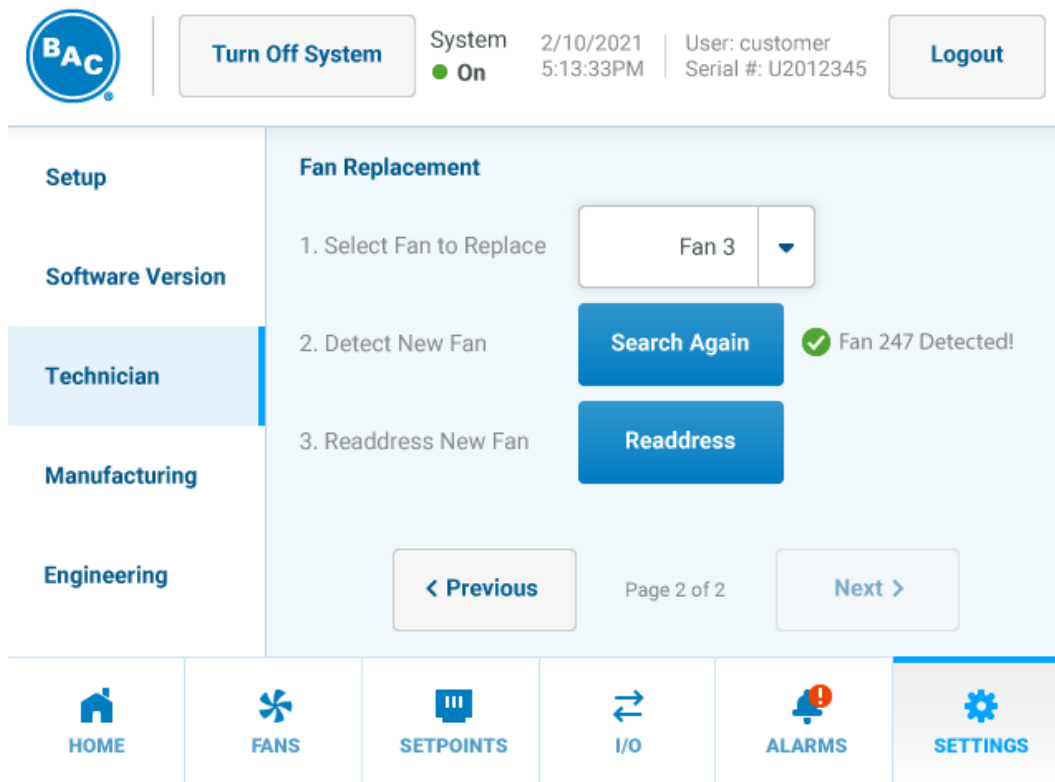 BAC
®
Turn Off System
System
On
2/10/2021
5:13:33PM
User: customer
Serial #: U2012345
Logout
Setup
Software Version
Technician
Manufacturing
Engineering
Fan Replacement
1. Select Fan to Replace
Fan 3
2. Detect New Fan
Search Again
Fan 247 Detected!
3. Readdress New Fan
Readdress
< Previous
Page 2 of 2
Next >
HOME
FANS
SETPOINTS
I/O
ALARMS
SETTINGS